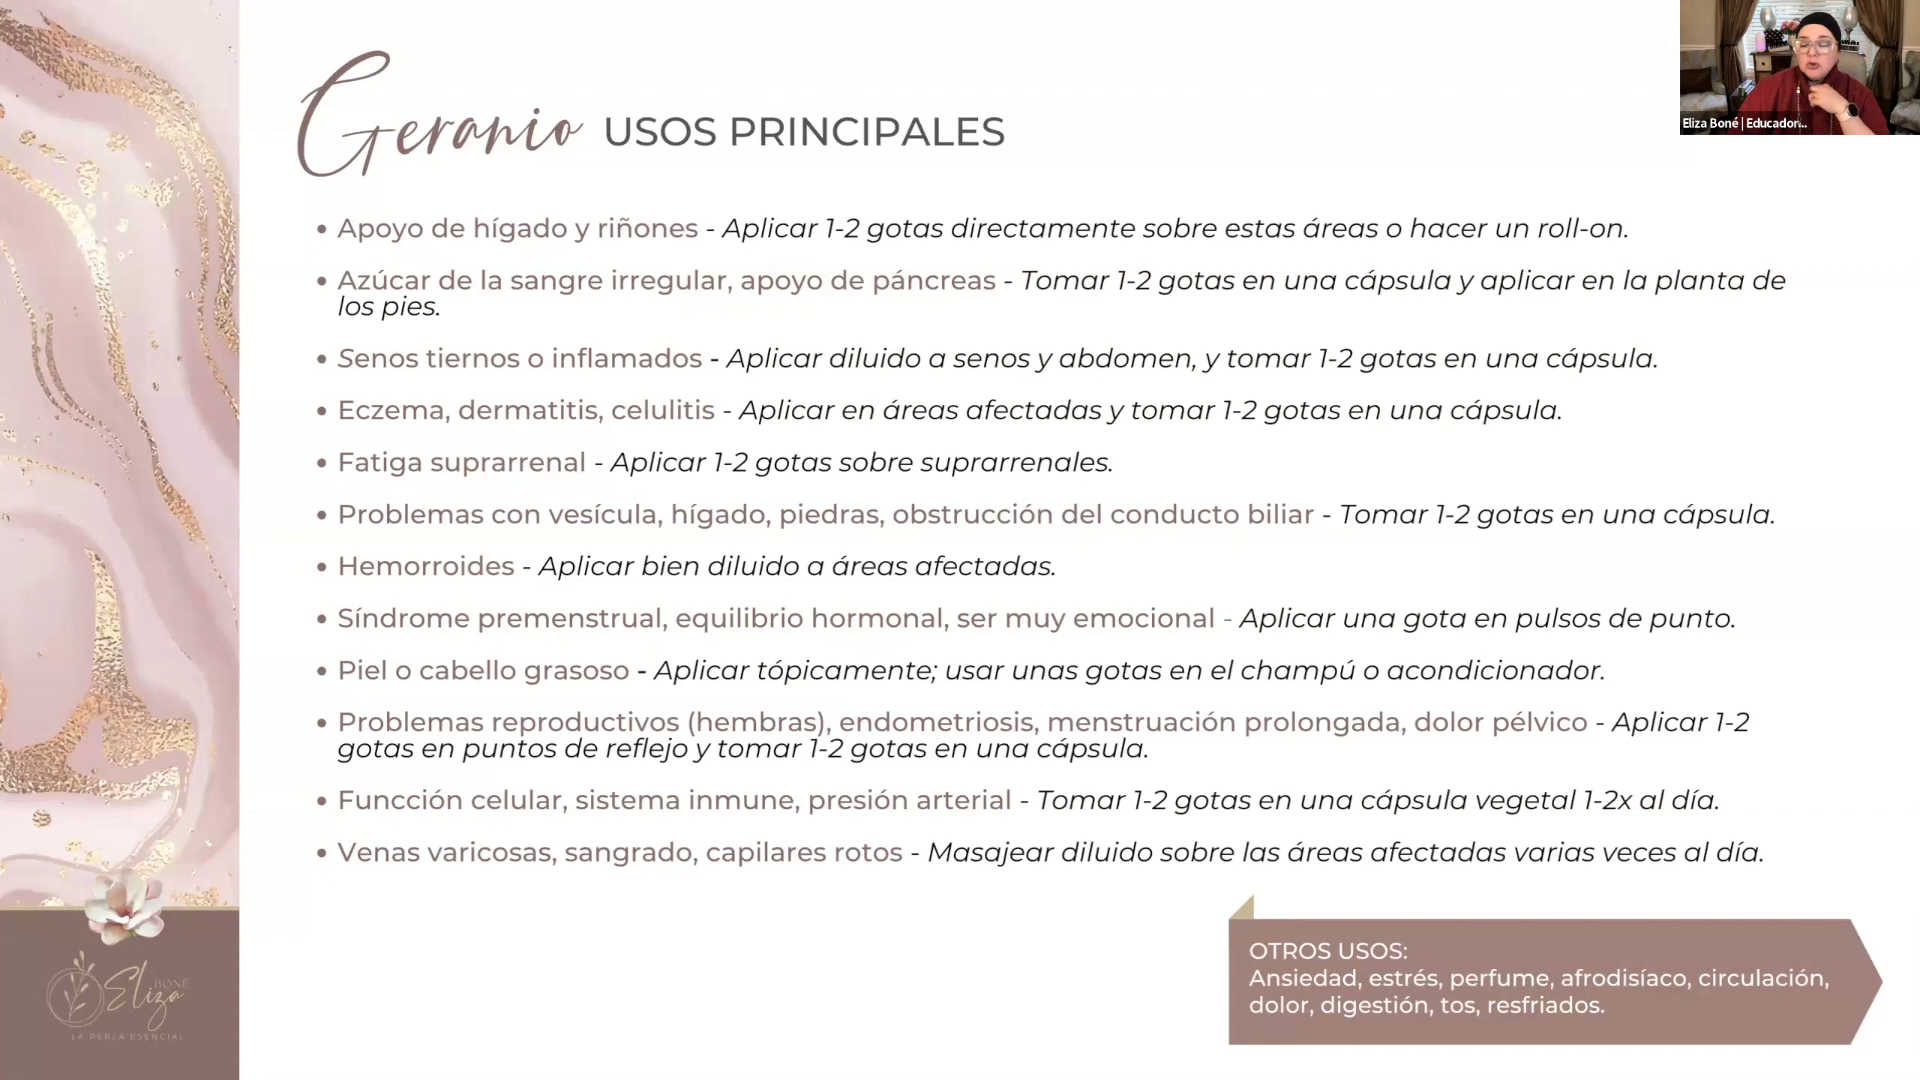 Geranio USOS PRINCIPALES
• Apoyo de hígado y riñones - Aplicar 1-2 gotas directamente sobre estas áreas o hacer un roll-on.
• Azúcar de la sangre irregular, apoyo de páncreas - Tomar 1-2 gotas en una cápsula y aplicar en la planta de
los pies.
• Senos tiernos o inflamados - Aplicar diluido a senos y abdomen, y tomar 1-2 gotas en una cápsula.
• Eczema, dermatitis, celulitis - Aplicar en áreas afectadas y tomar 1-2 gotas en una cápsula.
• Fatiga suprarrenal - Aplicar 1-2 gotas sobre suprarrenales.
• Problemas con vesícula, hígado, piedras, obstrucción del conducto biliar - Tomar 1-2 gotas en una cápsula.
• Hemorroides - Aplicar bien diluido a áreas afectadas.
• Síndrome premenstrual, equilibrio hormonal, ser muy emocional - Aplicar una gota en pulsos de punto.
• Piel o cabello grasoso - Aplicar tópicamente; usar unas gotas en el champú o acondicionador.
• Problemas reproductivos (hembras), endometriosis, menstruación prolongada, dolor pélvico - Aplicar 1-2
gotas en puntos de reflejo y tomar 1-2 gotas en una cápsula.
• Funcción celular, sistema inmune, presión arterial - Tomar 1-2 gotas en una cápsula vegetal 1-2x al día.
• Venas varicosas, sangrado, capilares rotos - Masajear diluido sobre las áreas afectadas varias veces al día.
OTROS USOS:
Ansiedad, estrés, perfume, afrodisíaco, circulación,
dolor, digestión, tos, resfriados.
Eliza Boné | Educador...
BONÉ
Eliza
LA PERLA ESENCIAL